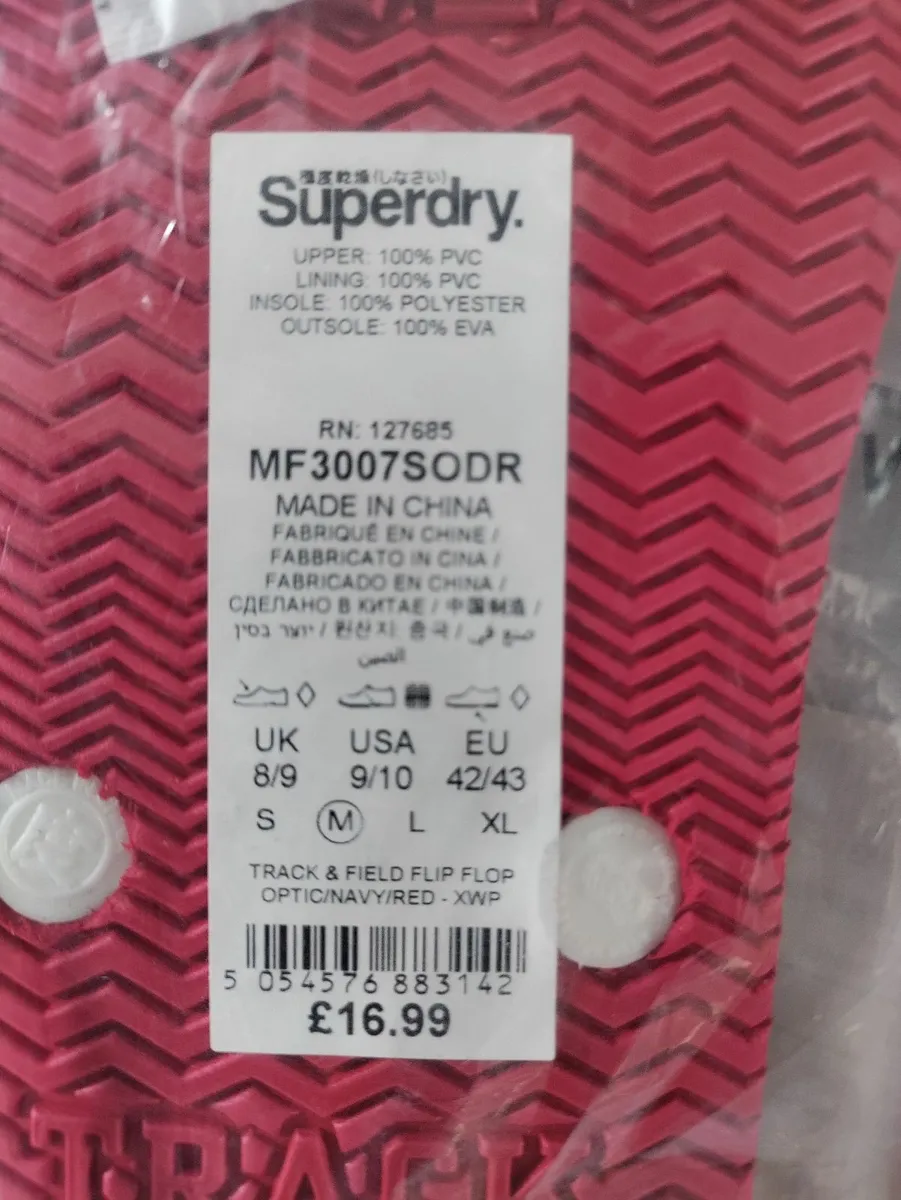 極度乾燥(しなさい)
Superdry.
UPPER: 100% PVC
LINING: 100% PVC
INSOLE: 100% POLYESTER
OUTSOLE: 100% EVA
RN: 127685
MF3007SODR
MADE IN CHINA
FABRIQUÉ EN CHINE /
FABBRICATO IN CINA /
FABRICADO EN CHINA /
СДЕЛАНО В КИТАЕ / 中国制造 /
יוצר בסין / 원산지: 중국 / صنع في
الصين
UK USA EU
8/9 9/10 42/43
S M L XL
TRACK & FIELD FLIP FLOP
OPTIC/NAVY/RED - XWP
5 054576 883142
£16.99
TRACK